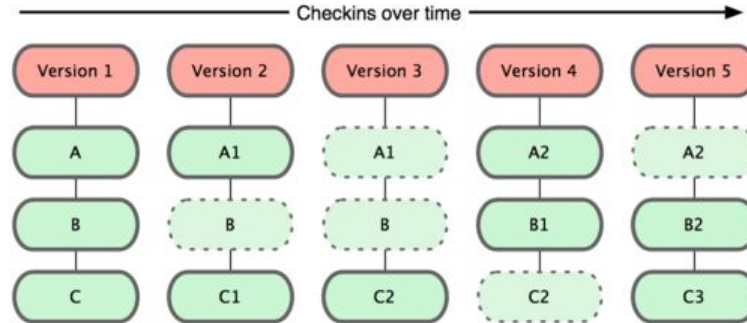 Checkins over time
Version 1 Version 2 Version 3 Version 4 Version 5
A A1 A1 A2 A2
B B B B1 B2
C C1 C2 C2 C3